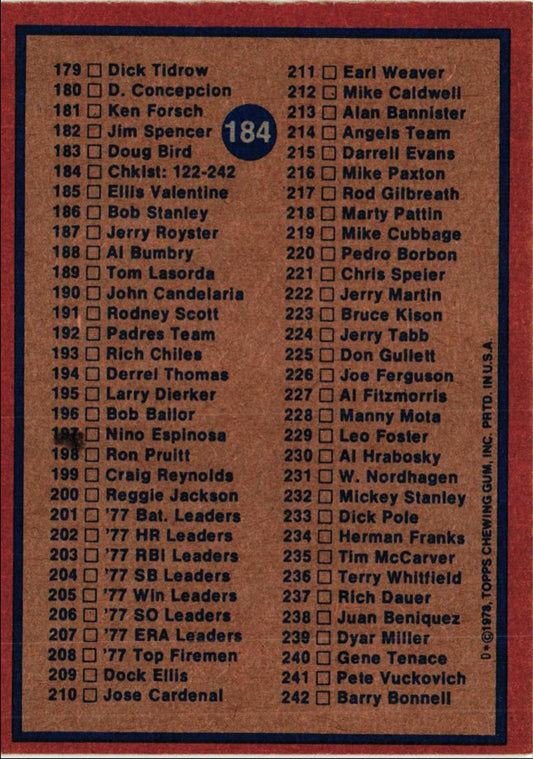 179 □ Dick Tidrow
180 □ D. Concepcion
181 □ Ken Forsch
182 □ Jim Spencer
183 □ Doug Bird
184 □ Chklst: 122-242
185 □ Ellis Valentine
186 □ Bob Stanley
187 □ Jerry Royster
188 □ Al Bumbry
189 □ Tom Lasorda
190 □ John Candelaria
191 □ Rodney Scott
192 □ Padres Team
193 □ Rich Chiles
194 □ Derrel Thomas
195 □ Larry Dierker
196 □ Bob Bailor
197 □ Nino Espinosa
198 □ Ron Pruitt
199 □ Craig Reynolds
200 □ Reggie Jackson
201 □ '77 Bat. Leaders
202 □ '77 HR Leaders
203 □ '77 RBI Leaders
204 □ '77 SB Leaders
205 □ '77 Win Leaders
206 □ '77 SO Leaders
207 □ '77 ERA Leaders
208 □ '77 Top Firemen
209 □ Dock Ellis
210 □ Jose Cardenal
184
211 □ Earl Weaver
212 □ Mike Caldwell
213 □ Alan Bannister
214 □ Angels Team
215 □ Darrell Evans
216 □ Mike Paxton
217 □ Rod Gilbreath
218 □ Marty Pattin
219 □ Mike Cubbage
220 □ Pedro Borbon
221 □ Chris Speier
222 □ Jerry Martin
223 □ Bruce Kison
224 □ Jerry Tabb
225 □ Don Gullett
226 □ Joe Ferguson
227 □ Al Fitzmorris
228 □ Manny Mota
229 □ Leo Foster
230 □ Al Hrabosky
231 □ W. Nordhagen
232 □ Mickey Stanley
233 □ Dick Pole
234 □ Herman Franks
235 □ Tim McCarver
236 □ Terry Whitfield
237 □ Rich Dauer
238 □ Juan Beniquez
239 □ Dyar Miller
240 □ Gene Tenace
241 □ Pete Vuckovich
242 □ Barry Bonnell
D*©1978, TOPPS CHEWING GUM, INC. PRTD. IN U.S.A.